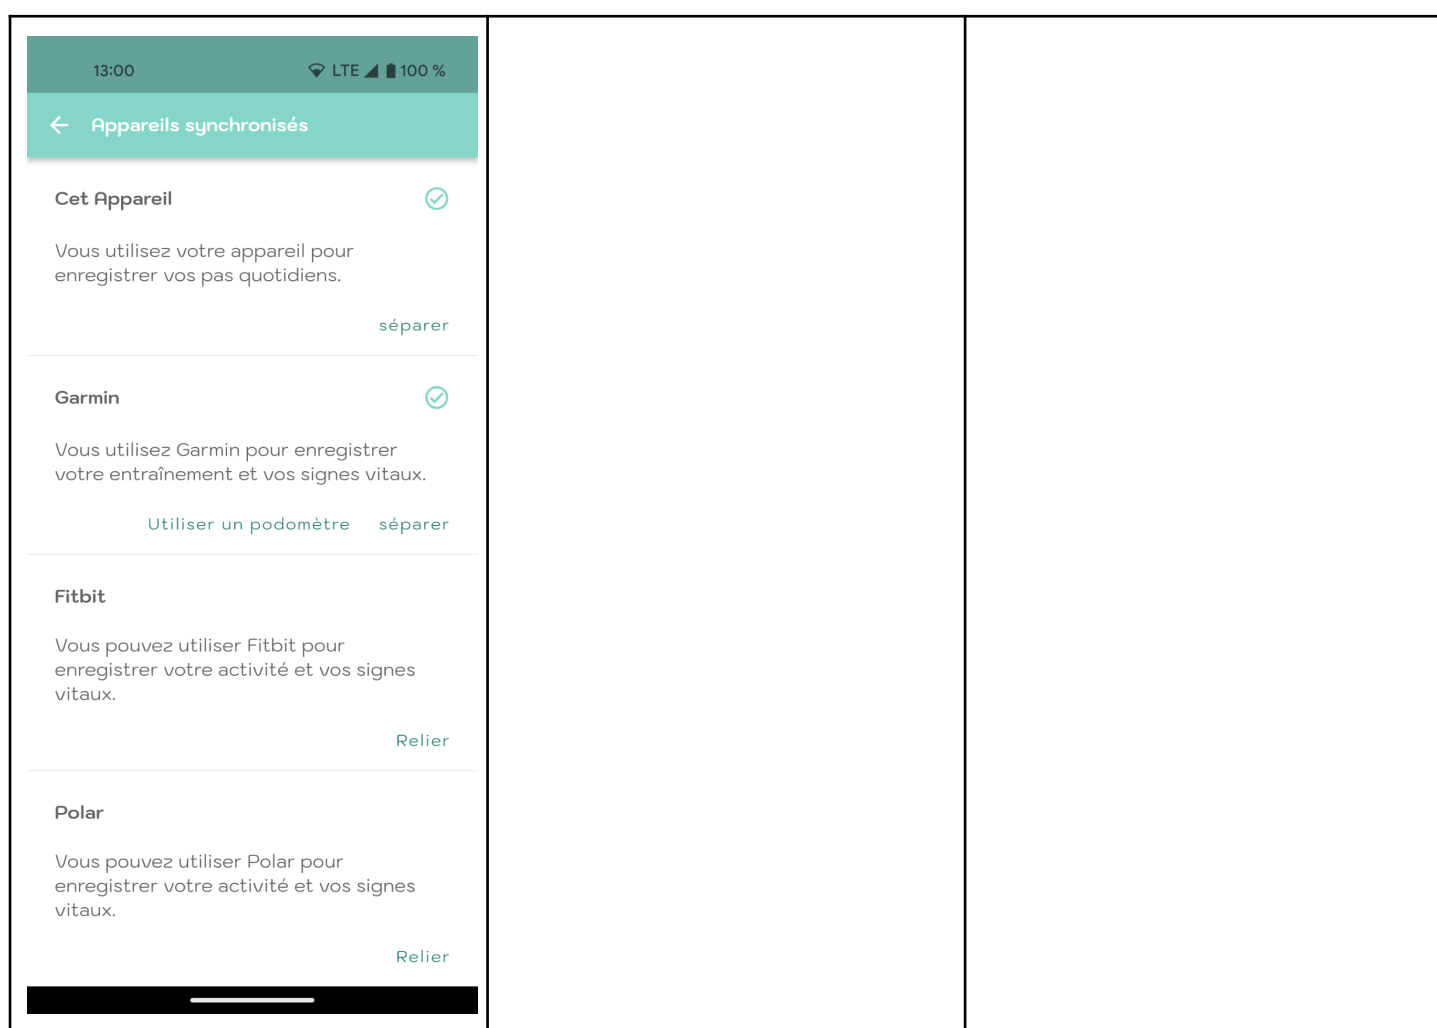 13:00 LTE 100 %
Appareils synchronisés
Cet Appareil
Vous utilisez votre appareil pour
enregistrer vos pas quotidiens.
séparer
Garmin
Vous utilisez Garmin pour enregistrer
votre entraînement et vos signes vitaux.
Utiliser un podomètre séparer
Fitbit
Vous pouvez utiliser Fitbit pour
enregistrer votre activité et vos signes
vitaux.
Relier
Polar
Vous pouvez utiliser Polar pour
enregistrer votre activité et vos signes
vitaux.
Relier